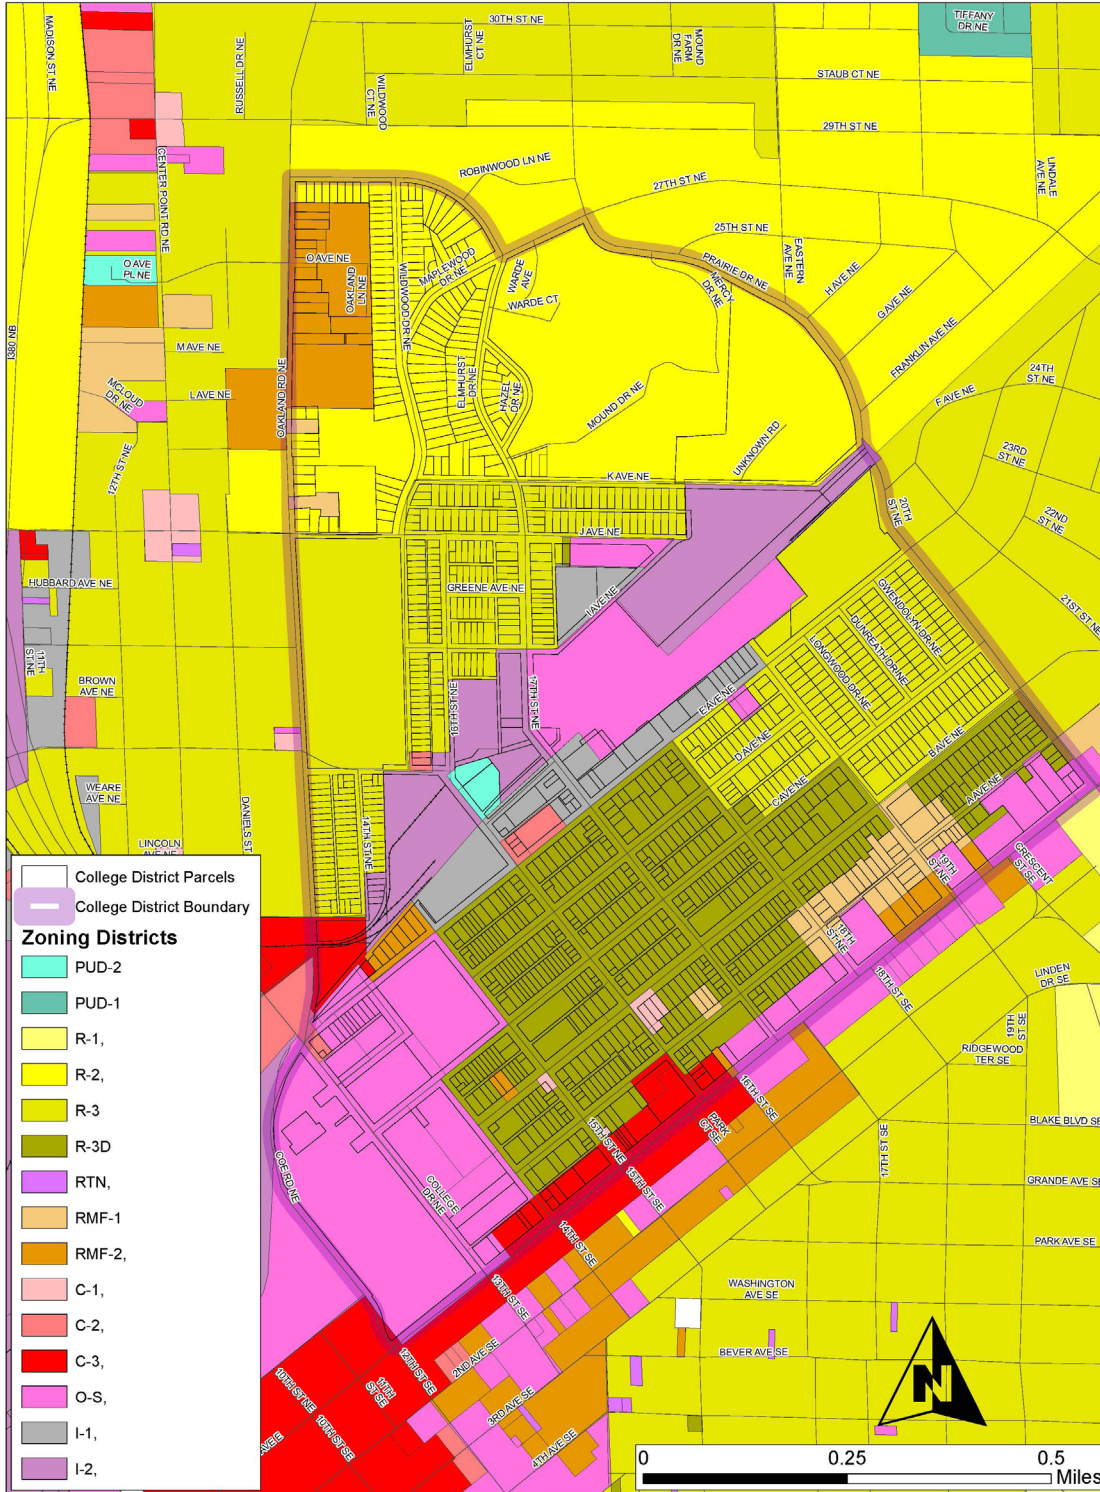 30TH ST NE
TIFFANY
DR NE
MADISON ST NE
RUSSELL DR NE
ELMHURST
CT NE
WILDWOOD
CT NE
MOUND
FARM
DR NE
STAUB CT NE
29TH ST NE
CENTER POINT RD NE
ROBINWOOD LN NE
27TH ST NE
LINDALE
AVE NE
25TH ST NE
EASTERN
AVE NE
PRAIRIE DR NE
H AVE NE
G AVE NE
FRANKLIN AVE NE
O AVE
PL NE
O AVE NE
OAKLAND
LN NE
WILDWOOD DR NE
MAPLEWOOD
DR NE
WARDE
AVE
WARDE CT
MERCY
DR NE
I380 NB
M AVE NE
MCLOUD
DR NE
L AVE NE
OAKLAND RD NE
ELMHURST
DR NE
HAZEL
DR NE
MOUND DR NE
UNKNOWN RD
24TH
ST NE
F AVE NE
23RD
ST NE
22ND
ST NE
21ST ST NE
20TH
ST NE
12TH ST NE
K AVE NE
J AVE NE
HUBBARD AVE NE
GREENE AVE NE
I AVE NE
GWENDOLYN DR NE
DUNREATH DR NE
LONGWOOD DR NE
11TH
ST NE
BROWN
AVE NE
16TH ST NE
17TH ST NE
E AVE NE
D AVE NE
C AVE NE
B AVE NE
A AVE NE
WEARE
AVE NE
DANIELS ST
14TH ST NE
LINCOLN
AVE NE
19TH
ST NE
CRESCENT
ST SE
18TH
ST NE
18TH ST SE
LINDEN
DR SE
19TH
ST SE
RIDGEWOOD
TER SE
BLAKE BLVD SE
17TH ST SE
GRANDE AVE SE
PARK AVE SE
WASHINGTON
AVE SE
BEVER AVE SE
16TH ST SE
PARK
CT SE
15TH ST NE
15TH ST SE
14TH ST SE
13TH ST SE
COE RD NE
COLLEGE
DR NE
12TH ST SE
2ND AVE SE
3RD AVE SE
4TH AVE SE
11TH
ST SE
10TH ST NE
10TH ST SE
AVE E
College District Parcels
College District Boundary
Zoning Districts
PUD-2
PUD-1
R-1,
R-2,
R-3
R-3D
RTN,
RMF-1
RMF-2,
C-1,
C-2,
C-3,
O-S,
I-1,
I-2,
N
0 0.25 0.5
Miles